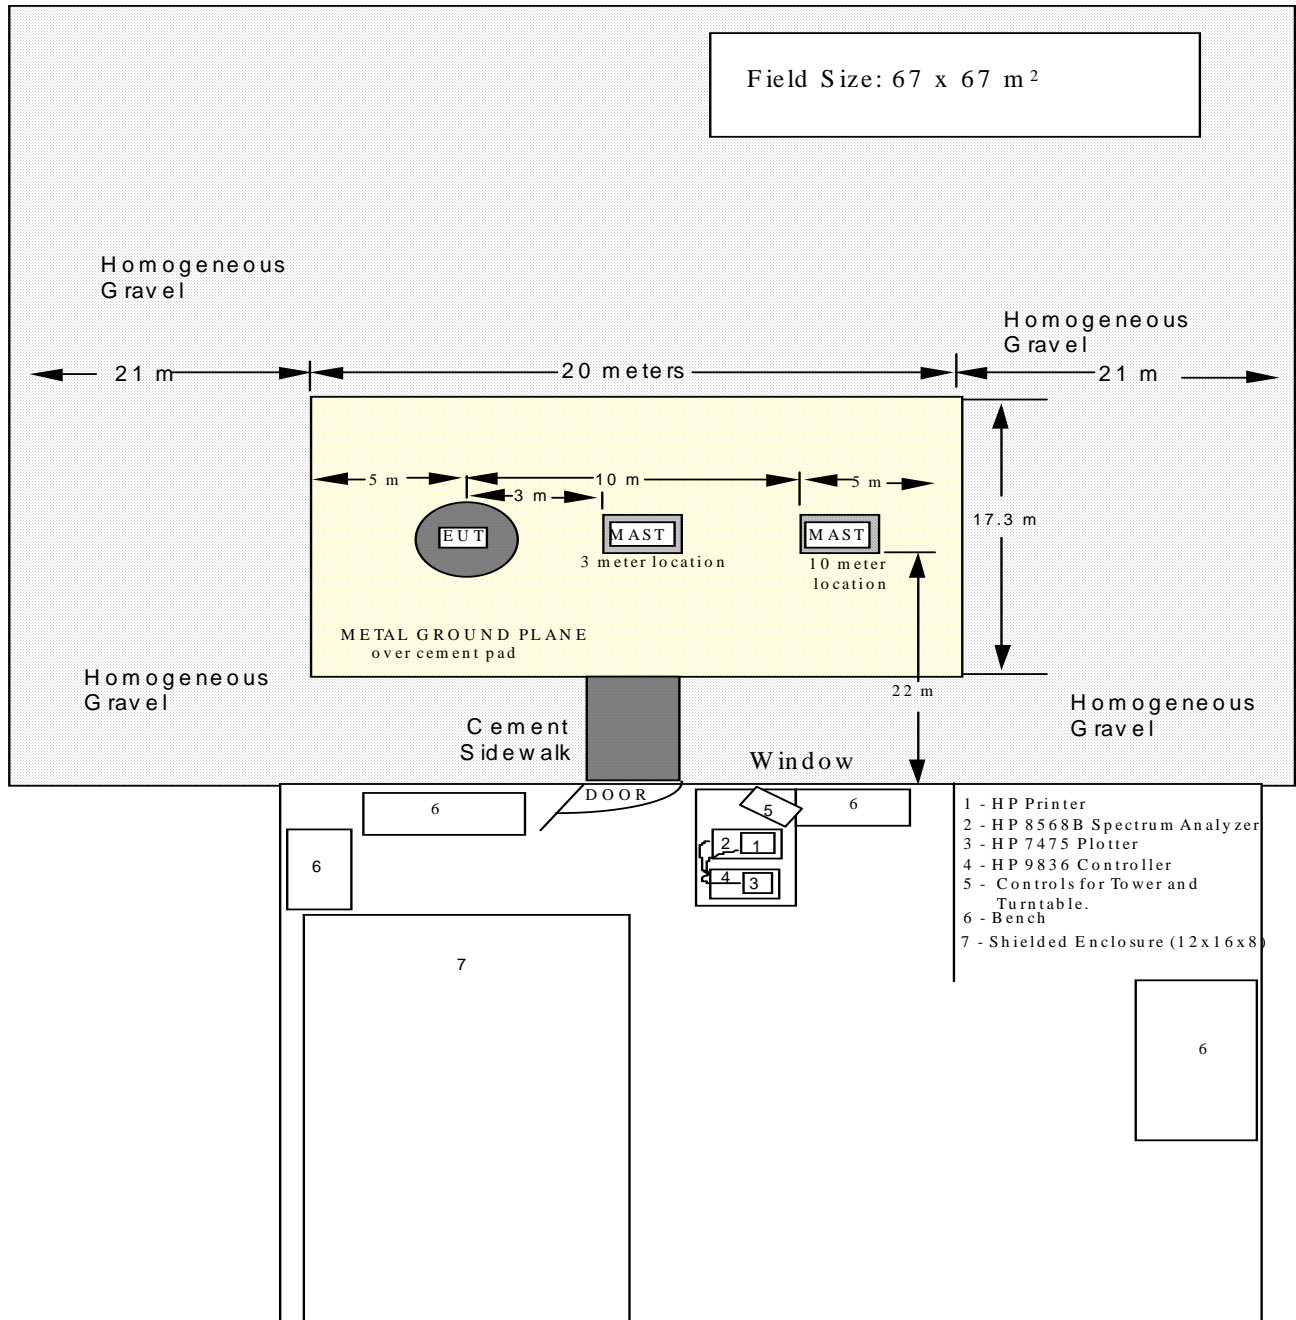 Field Size: 67 x 67 m²
Homogeneous
Gravel
Homogeneous
Gravel
21 m
20 meters
21 m
5 m
10 m
5 m
3 m
17.3 m
EUT
MAST
MAST
3 meter location
10 meter
location
METAL GROUND PLANE
over cement pad
Homogeneous
Gravel
22 m
Homogeneous
Gravel
Cement
Sidewalk
Window
DOOR
6
5
6
1 - HP Printer
2 - HP 8568B Spectrum Analyzer
3 - HP 7475 Plotter
4 - HP 9836 Controller
5 - Controls for Tower and
Turntable.
6 - Bench
7 - Shielded Enclosure (12x16x8)
2
1
6
4
3
7
6